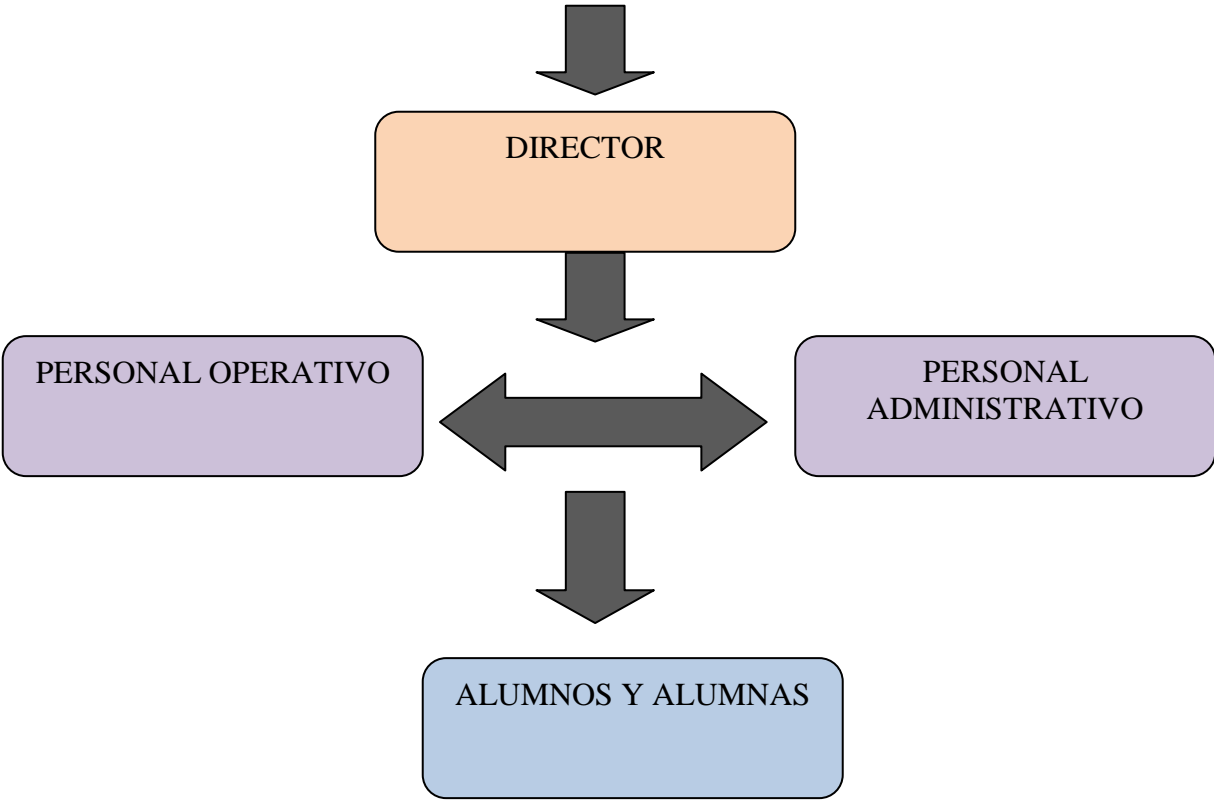 DIRECTOR
PERSONAL OPERATIVO
PERSONAL
ADMINISTRATIVO
ALUMNOS Y ALUMNAS